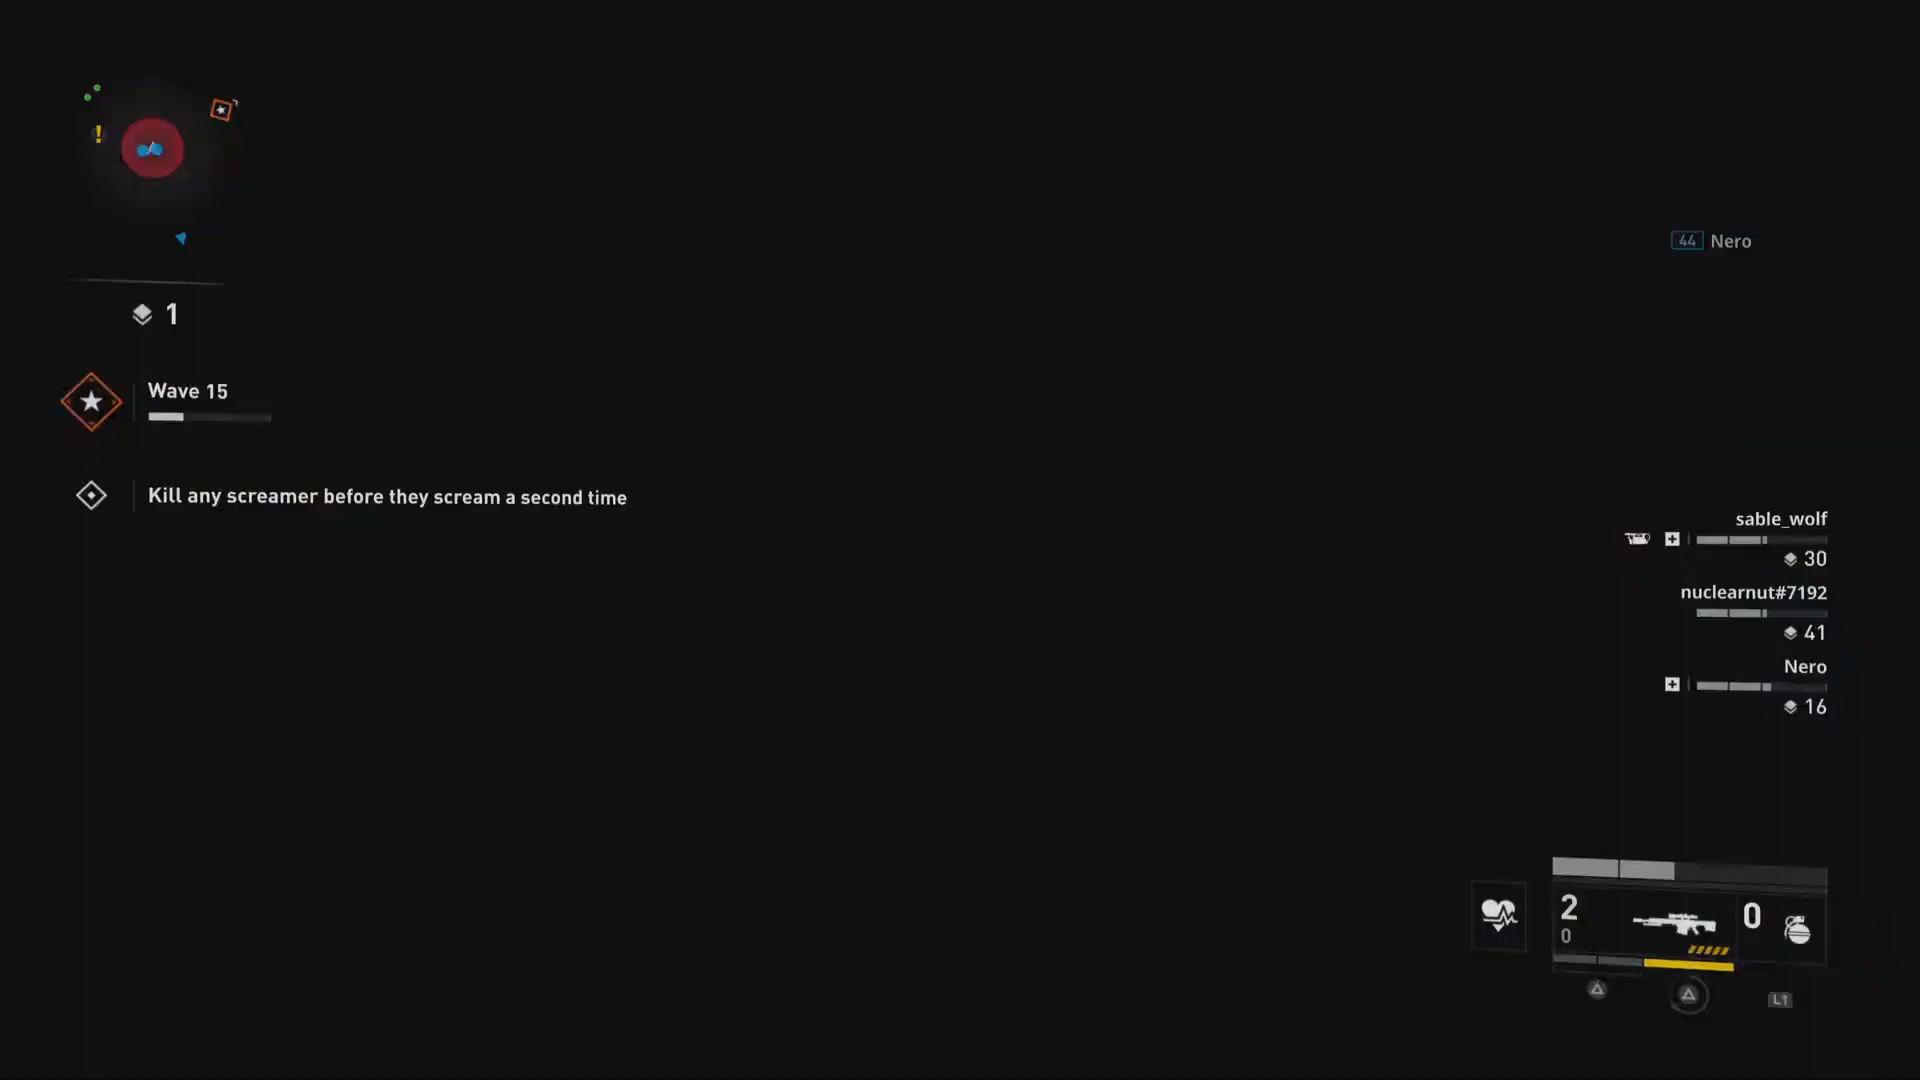 !
44 Nero
1
Wave 15
Kill any screamer before they scream a second time
sable_wolf
30
nuclearnut#7192
41
Nero
16
2
0
0
L1